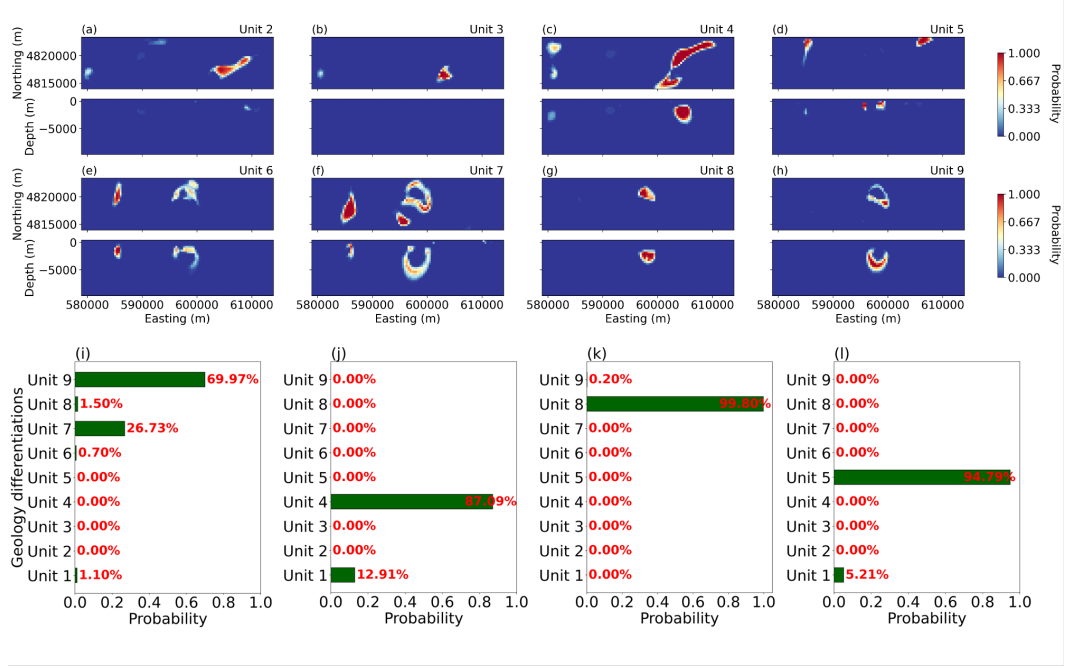 (a) Unit 2 (b) Unit 3 (c) Unit 4 (d) Unit 5
Northing (m)
4820000
4815000
Depth (m)
0
−5000
1.000
0.667
0.333
0.000
Probability
(e) Unit 6 (f) Unit 7 (g) Unit 8 (h) Unit 9
Northing (m)
4820000
4815000
Depth (m)
0
−5000
1.000
0.667
0.333
0.000
Probability
580000 590000 600000 610000 580000 590000 600000 610000 580000 590000 600000 610000 580000 590000 600000 610000
Easting (m) Easting (m) Easting (m) Easting (m)
(i)
Geology differentiations
Unit 9 69.97%
Unit 8 1.50%
Unit 7 26.73%
Unit 6 0.70%
Unit 5 0.00%
Unit 4 0.00%
Unit 3 0.00%
Unit 2 0.00%
Unit 1 1.10%
0.0 0.2 0.4 0.6 0.8 1.0
Probability
(j)
Unit 9 0.00%
Unit 8 0.00%
Unit 7 0.00%
Unit 6 0.00%
Unit 5 0.00%
Unit 4 87.09%
Unit 3 0.00%
Unit 2 0.00%
Unit 1 12.91%
0.0 0.2 0.4 0.6 0.8 1.0
Probability
(k)
Unit 9 0.20%
Unit 8 99.80%
Unit 7 0.00%
Unit 6 0.00%
Unit 5 0.00%
Unit 4 0.00%
Unit 3 0.00%
Unit 2 0.00%
Unit 1 0.00%
0.0 0.2 0.4 0.6 0.8 1.0
Probability
(l)
Unit 9 0.00%
Unit 8 0.00%
Unit 7 0.00%
Unit 6 0.00%
Unit 5 94.79%
Unit 4 0.00%
Unit 3 0.00%
Unit 2 0.00%
Unit 1 5.21%
0.0 0.2 0.4 0.6 0.8 1.0
Probability